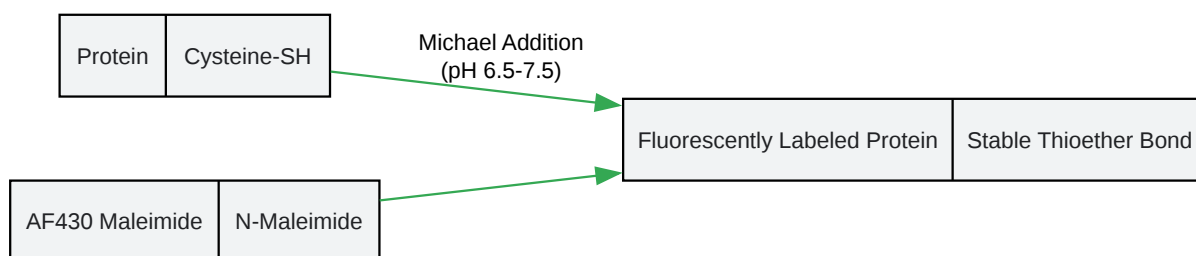 Protein
Cysteine-SH
Michael Addition
(pH 6.5-7.5)
Fluorescently Labeled Protein
Stable Thioether Bond
AF430 Maleimide
N-Maleimide